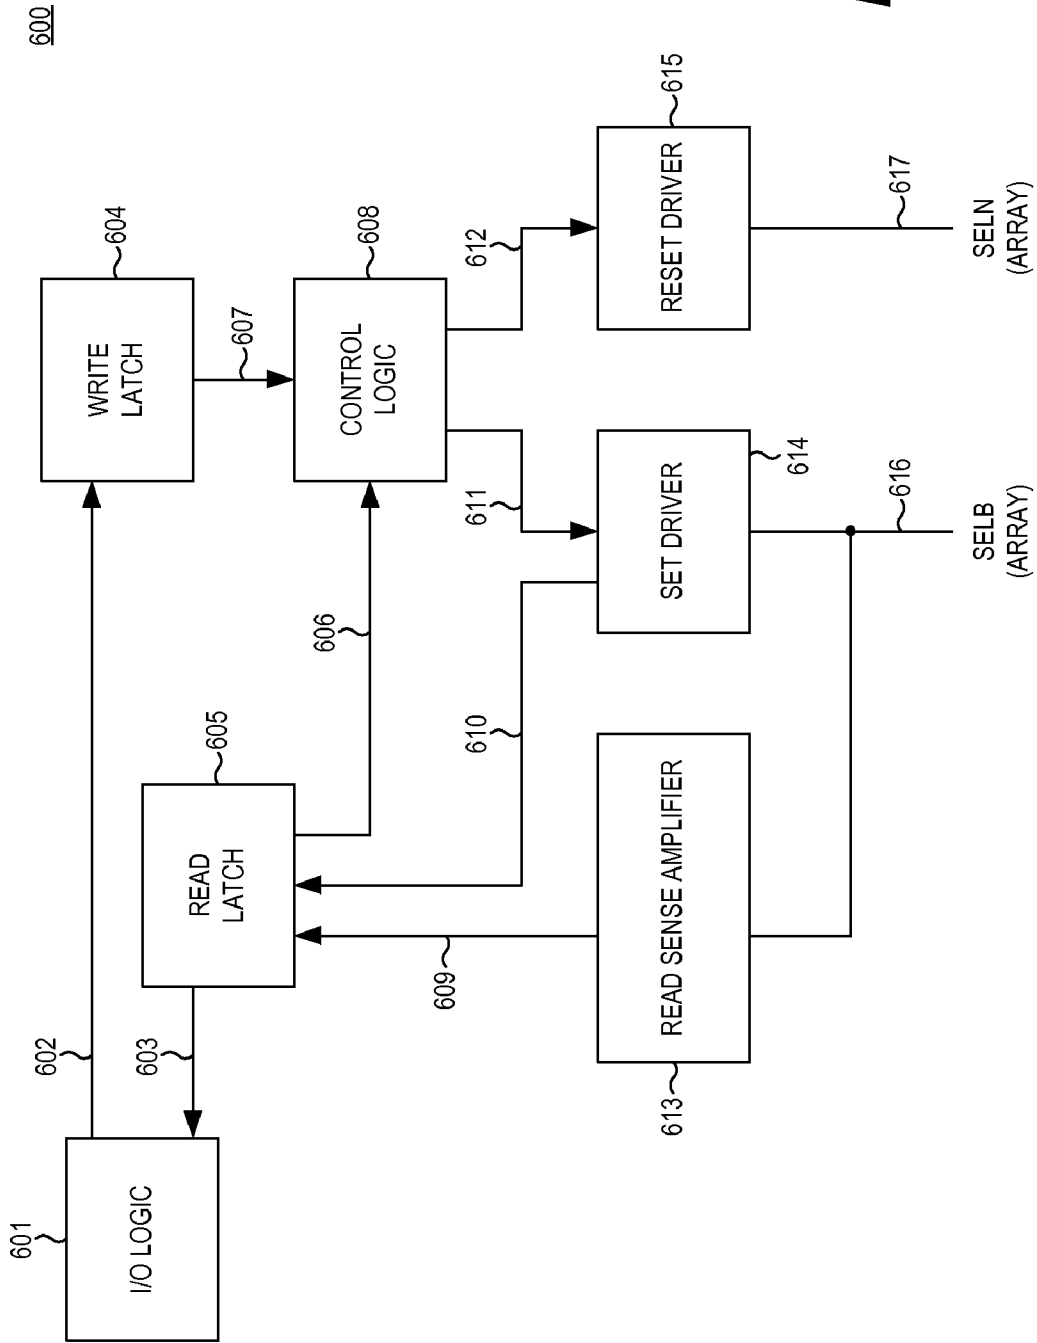 600
601
I/O LOGIC
602
603
WRITE
LATCH
604
READ
LATCH
605
606
607
CONTROL
LOGIC
608
609
610
611
612
READ SENSE AMPLIFIER
613
SET DRIVER
614
RESET DRIVER
615
616
617
SELB
(ARRAY)
SELN
(ARRAY)